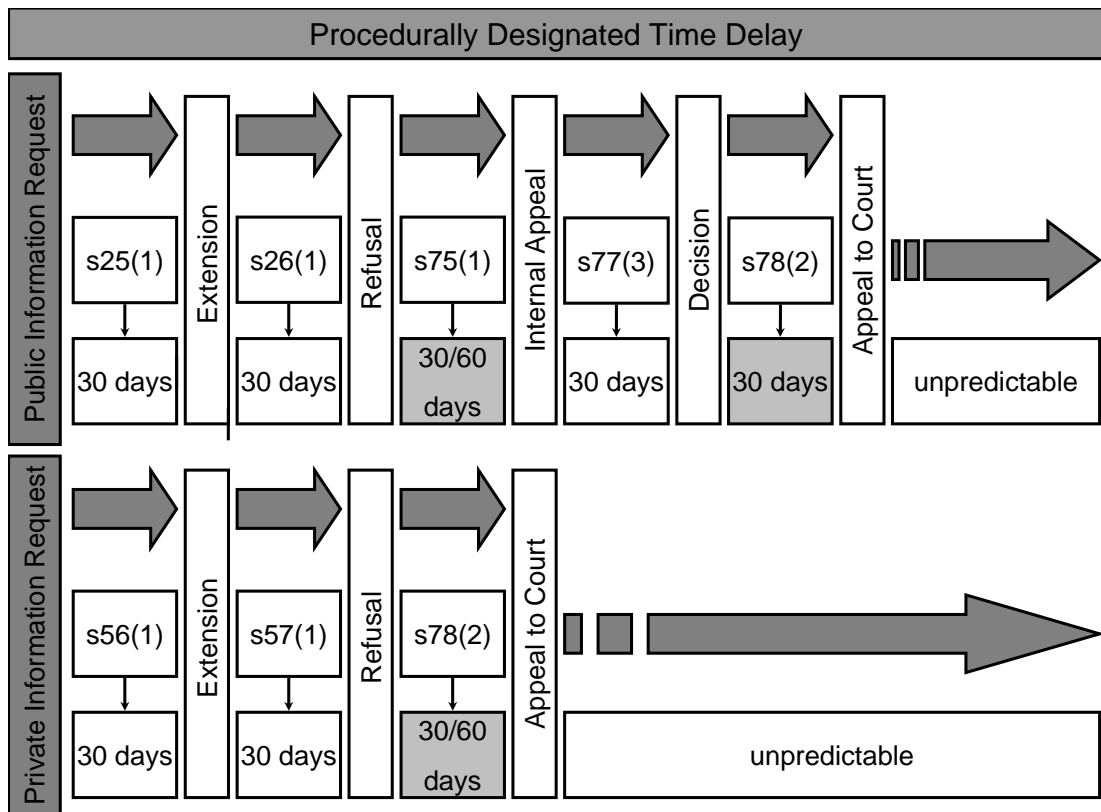 Procedurally Designated Time Delay
Public Information Request
s25(1)
30 days
Extension
s26(1)
30 days
Refusal
s75(1)
30/60
days
Internal Appeal
s77(3)
30 days
Decision
s78(2)
30 days
Appeal to Court
unpredictable
Private Information Request
s56(1)
30 days
Extension
s57(1)
30 days
Refusal
s78(2)
30/60
days
Appeal to Court
unpredictable